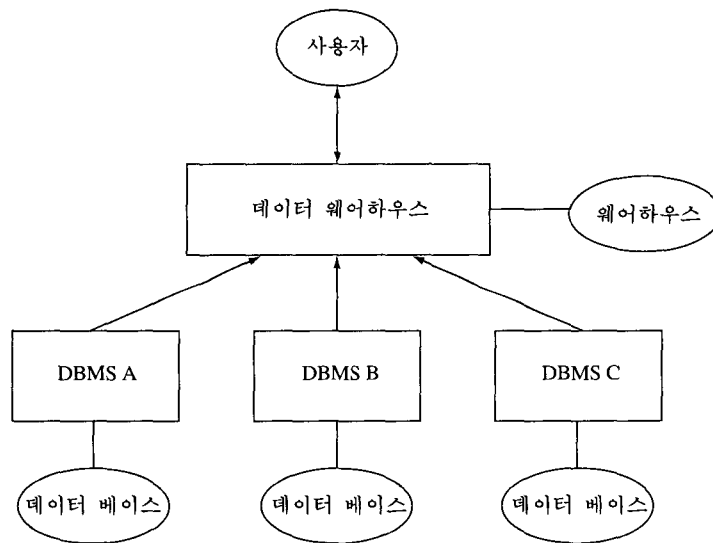 사용자
데이터 웨어하우스
웨어하우스
DBMS A
DBMS B
DBMS C
데이터 베이스
데이터 베이스
데이터 베이스